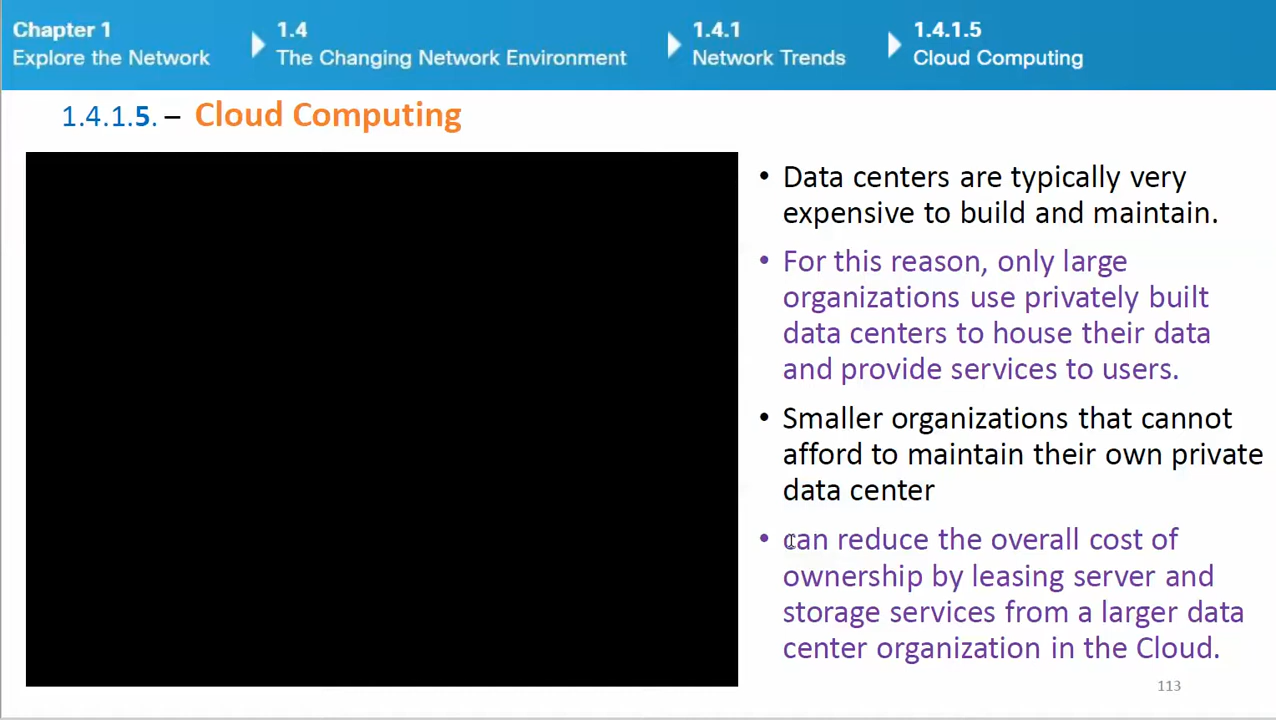 Chapter 1
Explore the Network
1.4
The Changing Network Environment
1.4.1
Network Trends
1.4.1.5
Cloud Computing
1.4.1.5. – Cloud Computing
• Data centers are typically very
expensive to build and maintain.
• For this reason, only large
organizations use privately built
data centers to house their data
and provide services to users.
• Smaller organizations that cannot
afford to maintain their own private
data center
• can reduce the overall cost of
ownership by leasing server and
storage services from a larger data
center organization in the Cloud.
113